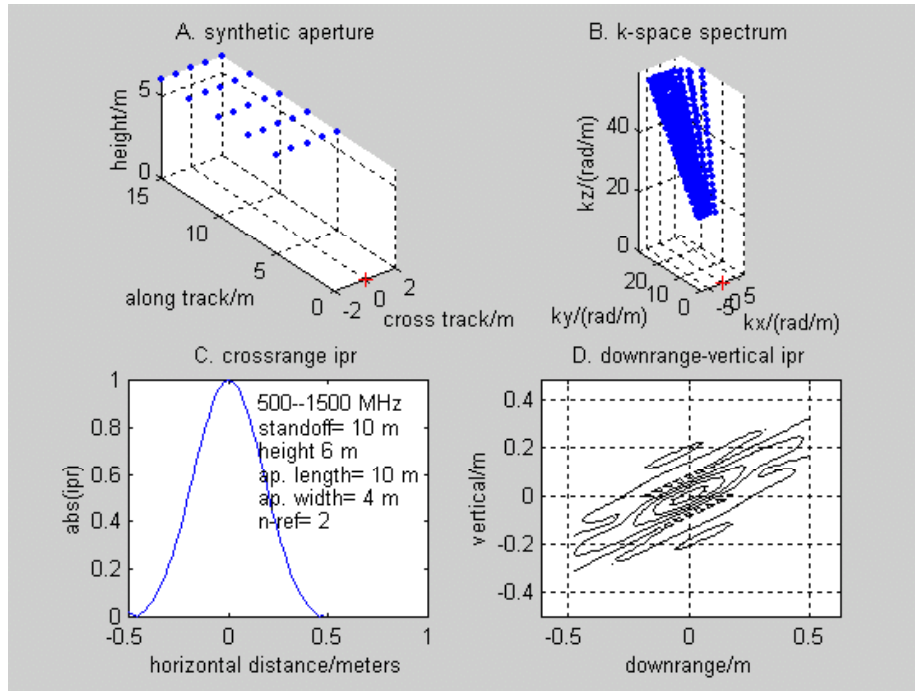 A. synthetic aperture
height/m
5
0
15
10
5
0
along track/m
-2
0
2
cross track/m
B. k-space spectrum
kz/(rad/m)
40
20
0
20
10
0
ky/(rad/m)
-5
0
5
kx/(rad/m)
C. crossrange ipr
abs(ipr)
1
0.8
0.6
0.4
0.2
0
-0.5
0
0.5
1
horizontal distance/meters
500--1500 MHz
standoff= 10 m
height 6 m
ap. length= 10 m
ap. width= 4 m
n-ref= 2
D. downrange-vertical ipr
vertical/m
0.4
0.2
0
-0.2
-0.4
-0.5
0
0.5
downrange/m